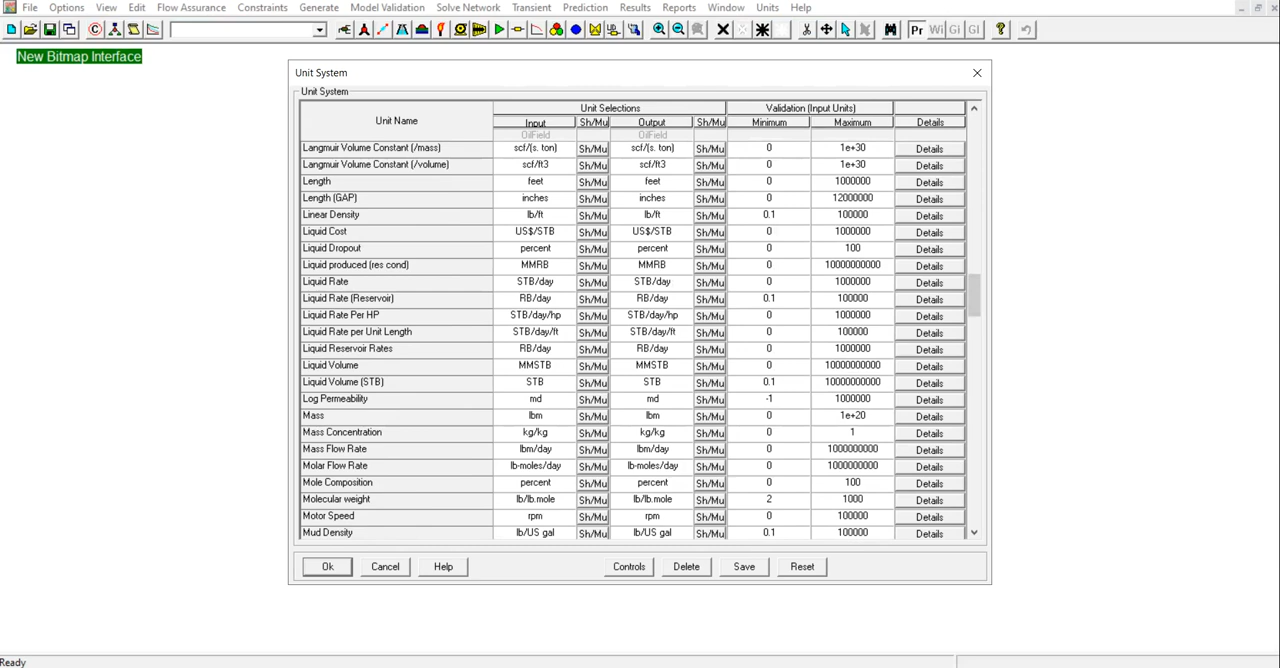 File Options View Edit Flow Assurance Constraints Generate Model Validation Solve Network Transient Prediction Results Reports Window Units Help
Pr Wi Gi Gi
New Bitmap Interface
Unit System
Unit System
Unit Selections Validation (Input Units)
Unit Name Input Sh/Mu Output Sh/Mu Minimum Maximum Details
OilField OilField
Langmuir Volume Constant (/mass) scf/(s. ton) Sh/Mu scf/(s. ton) Sh/Mu 0 1e+30 Details
Langmuir Volume Constant (/volume) scf/ft3 Sh/Mu scf/ft3 Sh/Mu 0 1e+30 Details
Length feet Sh/Mu feet Sh/Mu 0 1000000 Details
Length (GAP) inches Sh/Mu inches Sh/Mu 0 12000000 Details
Linear Density lb/ft Sh/Mu lb/ft Sh/Mu 0.1 100000 Details
Liquid Cost US$/STB Sh/Mu US$/STB Sh/Mu 0 1000000 Details
Liquid Dropout percent Sh/Mu percent Sh/Mu 0 100 Details
Liquid produced (res cond) MMRB Sh/Mu MMRB Sh/Mu 0 10000000000 Details
Liquid Rate STB/day Sh/Mu STB/day Sh/Mu 0 1000000 Details
Liquid Rate (Reservoir) RB/day Sh/Mu RB/day Sh/Mu 0.1 100000 Details
Liquid Rate Per HP STB/day/hp Sh/Mu STB/day/hp Sh/Mu 0 1000000 Details
Liquid Rate per Unit Length STB/day/ft Sh/Mu STB/day/ft Sh/Mu 0 100000 Details
Liquid Reservoir Rates RB/day Sh/Mu RB/day Sh/Mu 0 1000000 Details
Liquid Volume MMSTB Sh/Mu MMSTB Sh/Mu 0 10000000000 Details
Liquid Volume (STB) STB Sh/Mu STB Sh/Mu 0.1 10000000000 Details
Log Permeability md Sh/Mu md Sh/Mu -1 1000000 Details
Mass lbm Sh/Mu lbm Sh/Mu 0 1e+20 Details
Mass Concentration kg/kg Sh/Mu kg/kg Sh/Mu 0 1 Details
Mass Flow Rate lbm/day Sh/Mu lbm/day Sh/Mu 0 1000000000 Details
Molar Flow Rate lb-moles/day Sh/Mu lb-moles/day Sh/Mu 0 1000000000 Details
Mole Composition percent Sh/Mu percent Sh/Mu 0 100 Details
Molecular weight lb/lb.mole Sh/Mu lb/lb.mole Sh/Mu 2 1000 Details
Motor Speed rpm Sh/Mu rpm Sh/Mu 0 100000 Details
Mud Density lb/US gal Sh/Mu lb/US gal Sh/Mu 0.1 100000 Details
Ok Cancel Help Controls Delete Save Reset
Ready